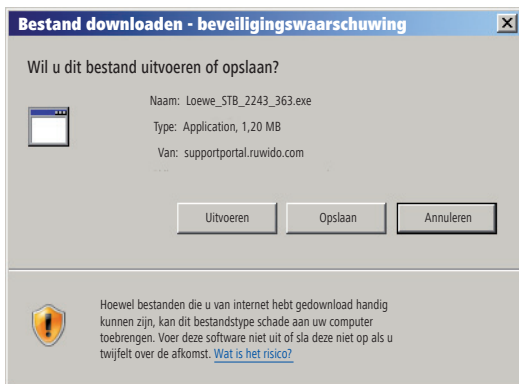 Bestand downloaden - beveiligingswaarschuwing
Wil u dit bestand uitvoeren of opslaan?
Naam: Loewe_STB_2243_363.exe
Type: Application, 1,20 MB
Van: supportportal.ruwido.com
Uitvoeren Opslaan Annuleren
Hoewel bestanden die u van internet hebt gedownload handig
kunnen zijn, kan dit bestandstype schade aan uw computer
toebrengen. Voer deze software niet uit of sla deze niet op als u
twijfelt over de afkomst. Wat is het risico?